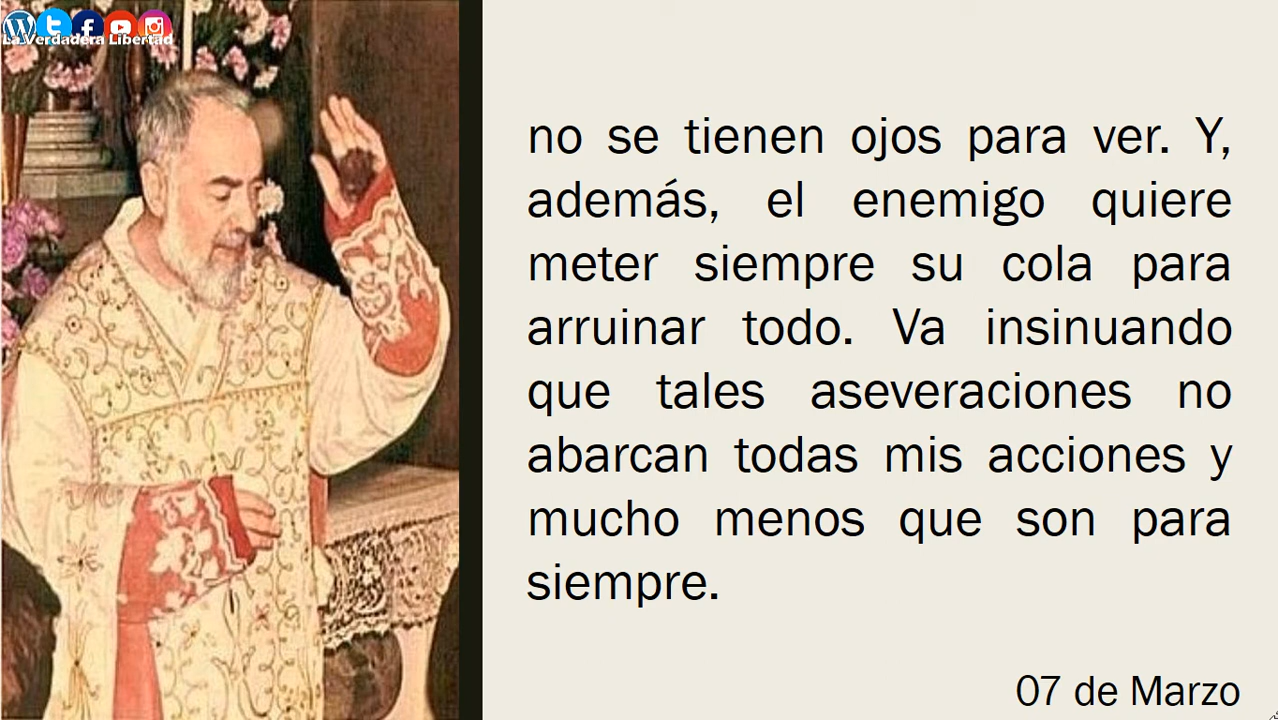 La Verdadera Libertad
no se tienen ojos para ver. Y,
además, el enemigo quiere
meter siempre su cola para
arruinar todo. Va insinuando
que tales aseveraciones no
abarcan todas mis acciones y
mucho menos que son para
siempre.
07 de Marzo